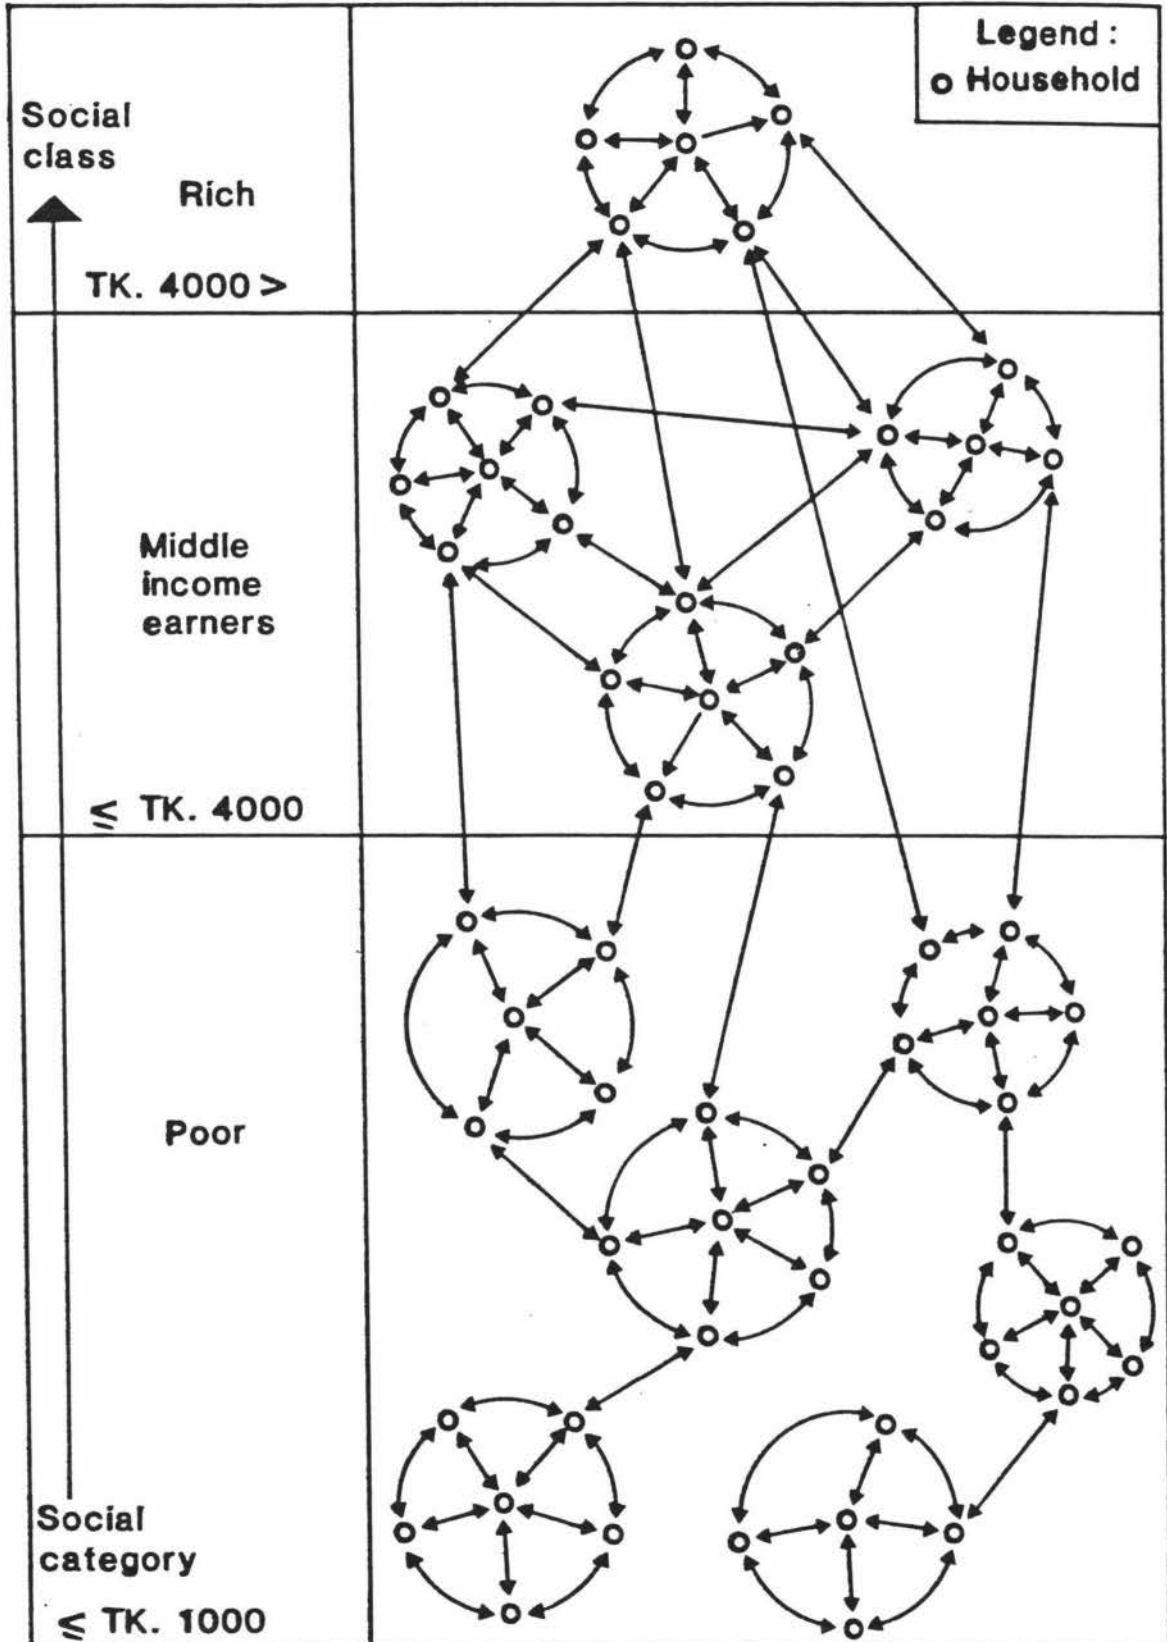 Legend :
Household
Social
class
Rich
TK. 4000 >
Middle
income
earners
≤ TK. 4000
Poor
Social
category
≤ TK. 1000